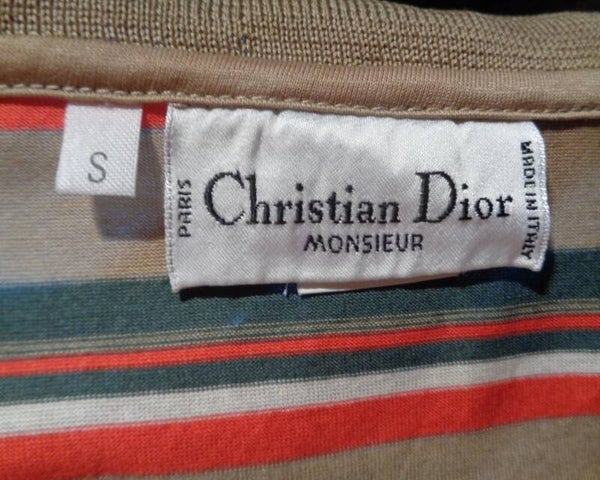 S
PARIS
Christian Dior
MONSIEUR
MADE IN ITALY